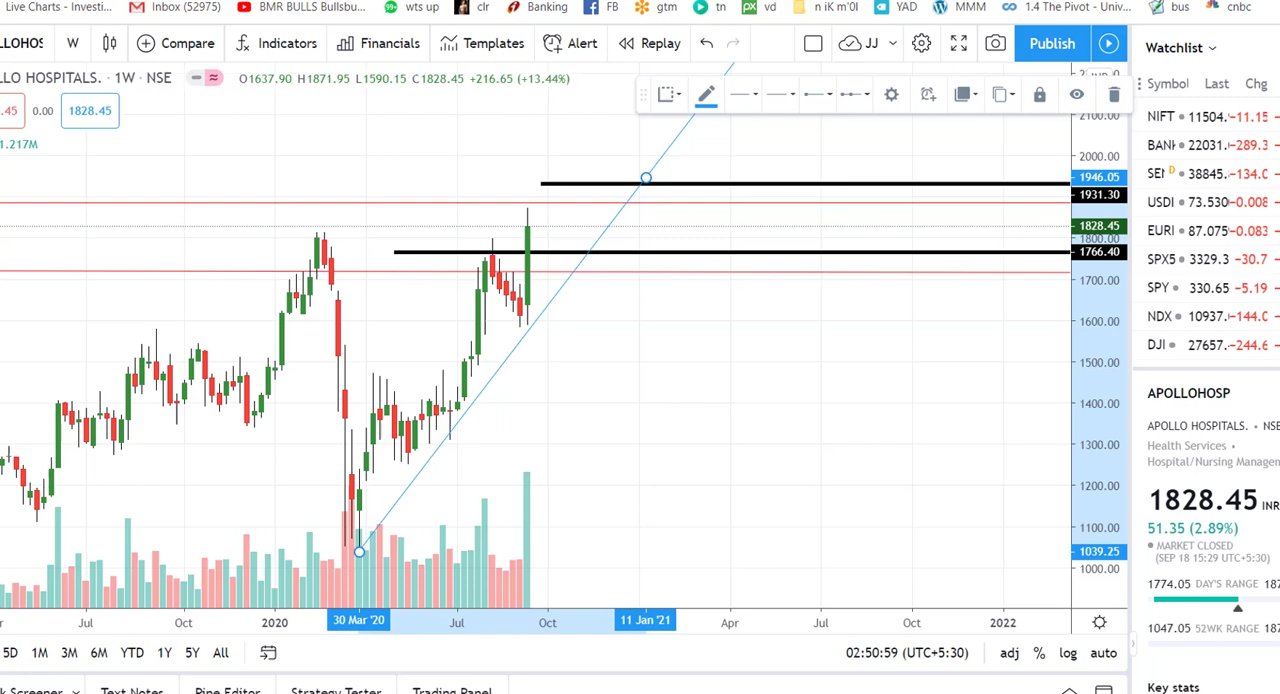 Live Charts - Investi... Inbox (52975) BMR BULLS Bullsbu... wts up clr Banking FB gtm tn vd n iK m'0l YAD MMM 1.4 The Pivot - Univ... bus cnbc
LLOHOS W Compare Indicators Financials Templates Alert Replay JJ Publish Watchlist
LO HOSPITALS. · 1W · NSE O1637.90 H1871.95 L1590.15 C1828.45 +216.65 (+13.44%)
.45 0.00 1828.45
1.217M
Symbol Last Chg
NIFT 11504. -11.15
BANI 22031. -289.3
SEN D 38845. -134.0
USDI 73.530 -0.008
EURI 87.075 -0.083
SPX5 3329.3 -30.7
SPY 330.65 -5.19
NDX 10937. -144.0
DJI 27657. -244.6
2100.00
2000.00
1946.05
1931.30
1828.45
1800.00
1766.40
1700.00
1600.00
1500.00
1400.00
1300.00
1200.00
1100.00
1039.25
1000.00
Jul Oct 2020 30 Mar '20 Jul Oct 11 Jan '21 Apr Jul Oct 2022
5D 1M 3M 6M YTD 1Y 5Y All 02:50:59 (UTC+5:30) adj % log auto
k Screener Text Notes Pine Editor Strategy Tester Trading Panel
APOLLOHOSP
APOLLO HOSPITALS. • NSE
Health Services •
Hospital/Nursing Managem
1828.45 INR
51.35 (2.89%)
MARKET CLOSED
(SEP 18 15:29 UTC+5:30)
1774.05 DAY'S RANGE 187
1047.05 52WK RANGE 187
Key stats